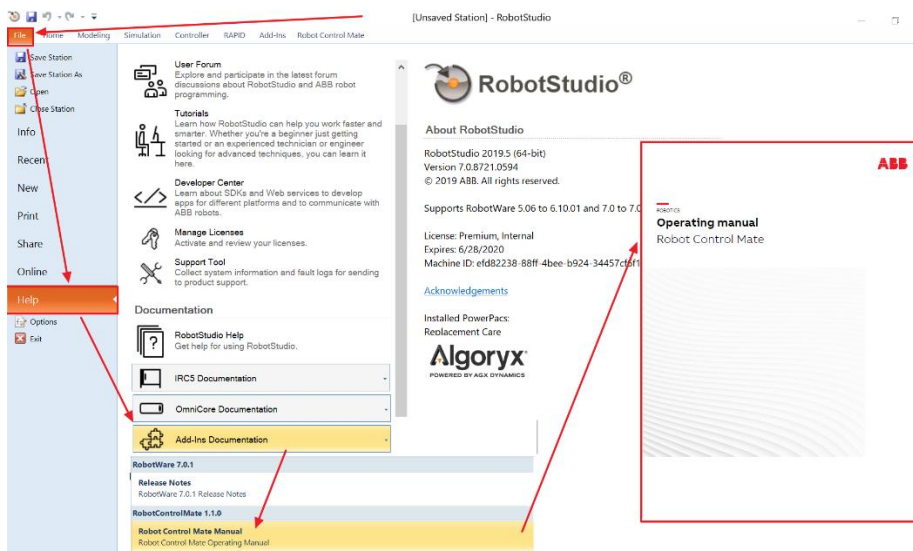 [Unsaved Station] - RobotStudio
File Home Modeling Simulation Controller RAPID Add-Ins Robot Control Mate
Save Station
Save Station As
Open
Close Station
Info
Recent
New
Print
Share
Online
Help
Options
Exit
User Forum
Explore and participate in the latest forum
discussions about RobotStudio and ABB robot
programming.
Tutorials
Learn how RobotStudio can help you work faster and
smarter. Whether you're a beginner just getting
started or an experienced technician or engineer
looking for advanced techniques, you can learn it
here.
Developer Center
Learn about SDKs and Web services to develop
apps for different platforms and to communicate with
ABB robots.
Manage Licenses
Activate and review your licenses.
Support Tool
Collect system information and fault logs for sending
to product support.
Documentation
RobotStudio Help
Get help for using RobotStudio.
IRC5 Documentation
OmniCore Documentation
Add-Ins Documentation
RobotWare 7.0.1
Release Notes
RobotWare 7.0.1 Release Notes
RobotControlMate 1.1.0
Robot Control Mate Manual
Robot Control Mate Operating Manual
RobotStudio®
About RobotStudio
RobotStudio 2019.5 (64-bit)
Version 7.0.8721.0594
© 2019 ABB. All rights reserved.
Supports RobotWare 5.06 to 6.10.01 and 7.0 to 7.0
License: Premium, Internal
Expires: 6/28/2020
Machine ID: efd82238-88ff-4bee-b924-
Acknowledgements
Installed PowerPacs:
Replacement Care
Algoryx
POWERED BY AGX DYNAMICS
ABB
ROBOTICS
Operating manual
Robot Control Mate